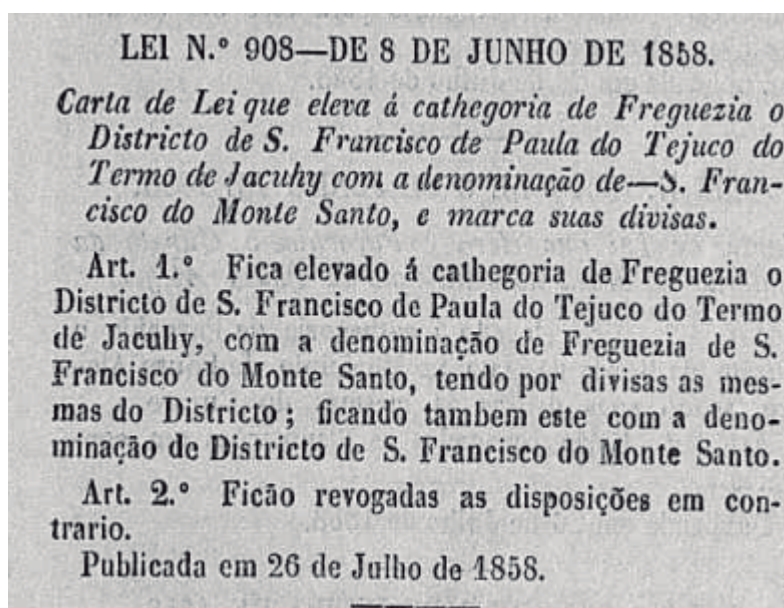 LEI N.º 908—DE 8 DE JUNHO DE 1858.
Carta de Lei que eleva á cathegoria de Freguezia o
Districto de S. Francisco de Paula do Tejuco do
Termo de Jacuhy com a denominação de—S. Fran-
cisco do Monte Santo, e marca suas divisas.
Art. 1.º Fica elevado á cathegoria de Freguezia o
Districto de S. Francisco de Paula do Tejuco do Termo
de Jacuhy, com a denominação de Freguezia de S.
Francisco do Monte Santo, tendo por divisas as mes-
mas do Districto; ficando tambem este com a deno-
minação de Districto de S. Francisco do Monte Santo.
Art. 2.º Ficão revogadas as disposições em con-
trario.
Publicada em 26 de Julho de 1858.